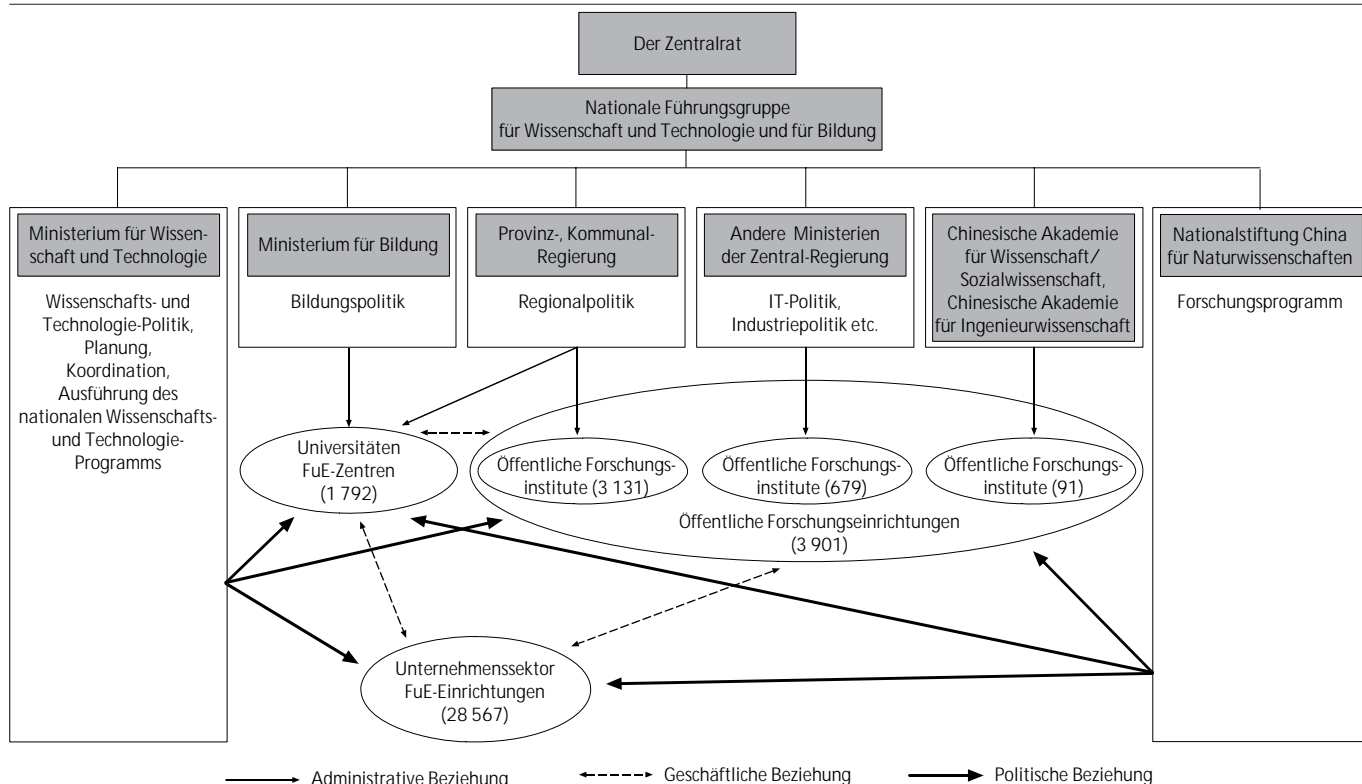 Der Zentralrat
Nationale Führungsgruppe
für Wissenschaft und Technologie und für Bildung
Ministerium für Wissen-
schaft und Technologie
Wissenschafts- und
Technologie-Politik,
Planung,
Koordination,
Ausführung des
nationalen Wissenschafts-
und Technologie-
Programms
Ministerium für Bildung
Bildungspolitik
Provinz-, Kommunal-
Regierung
Regionalpolitik
Andere Ministerien
der Zentral-Regierung
IT-Politik,
Industriepolitik etc.
Chinesische Akademie
für Wissenschaft/
Sozialwissenschaft,
Chinesische Akademie
für Ingenieurwissenschaft
Nationalstiftung China
für Naturwissenschaften
Forschungsprogramm
Universitäten
FuE-Zentren
(1 792)
Öffentliche Forschungs-
institute (3 131)
Öffentliche Forschungs-
institute (679)
Öffentliche Forschungs-
institute (91)
Öffentliche Forschungseinrichtungen
(3 901)
Unternehmenssektor
FuE-Einrichtungen
(28 567)
Administrative Beziehung
Geschäftliche Beziehung
Politische Beziehung